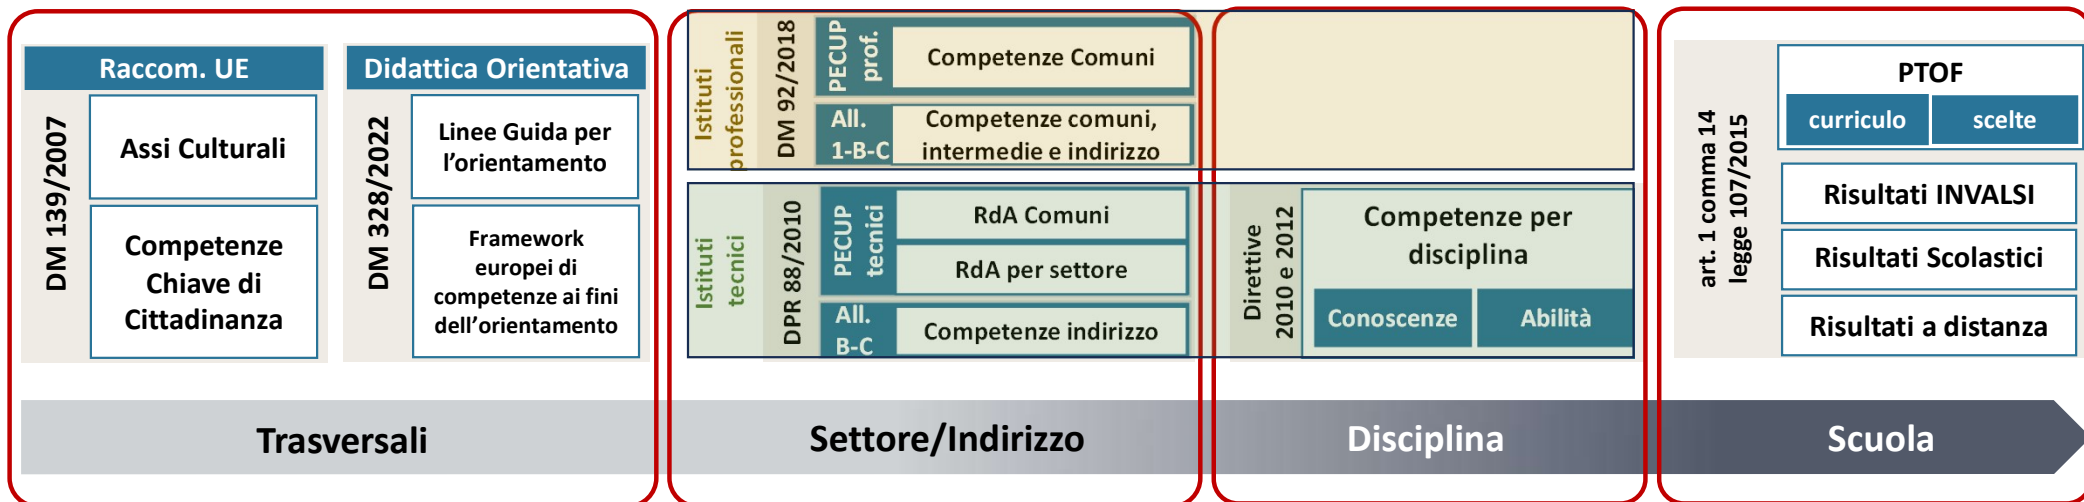 Raccom. UE
DM 139/2007
Assi Culturali
Competenze
Chiave di
Cittadinanza
Didattica Orientativa
DM 328/2022
Linee Guida per
l’orientamento
Framework
europei di
competenze ai fini
dell’orientamento
Trasversali
Istituti
professionali
DM 92/2018
PECUP
prof.
Competenze Comuni
All.
1-B-C
Competenze comuni,
intermedie e indirizzo
Istituti
tecnici
DPR 88/2010
PECUP
tecnici
RdA Comuni
RdA per settore
All.
B-C
Competenze indirizzo
Settore/Indirizzo
Direttive
2010 e 2012
Competenze per
disciplina
Conoscenze
Abilità
Disciplina
art. 1 comma 14
legge 107/2015
PTOF
curriculo
scelte
Risultati INVALSI
Risultati Scolastici
Risultati a distanza
Scuola